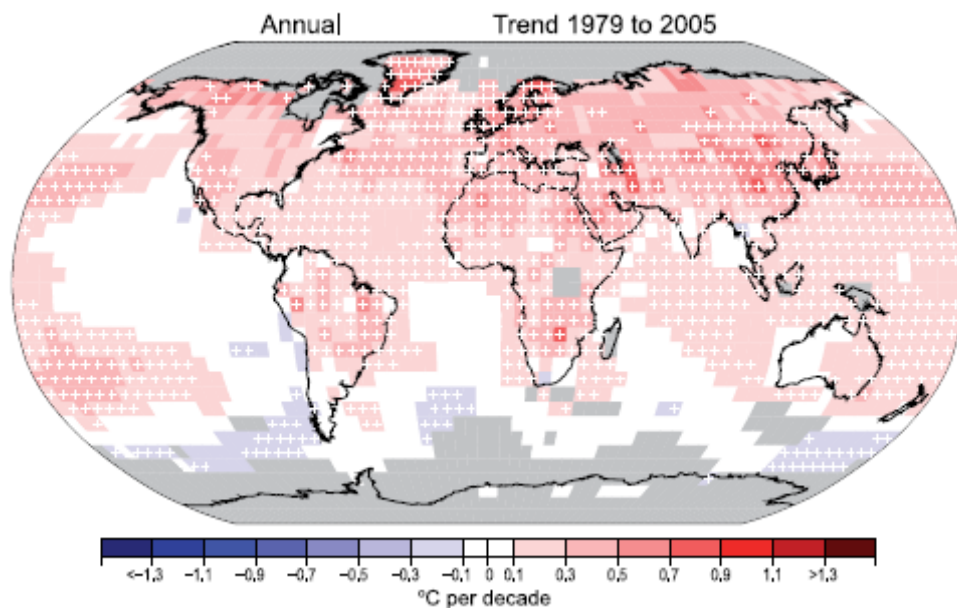 Annual Trend 1979 to 2005
<–1.3 –1.1 –0.9 –0.7 –0.5 –0.3 –0.1 0 0.1 0.3 0.5 0.7 0.9 1.1 >1.3
ºC per decade